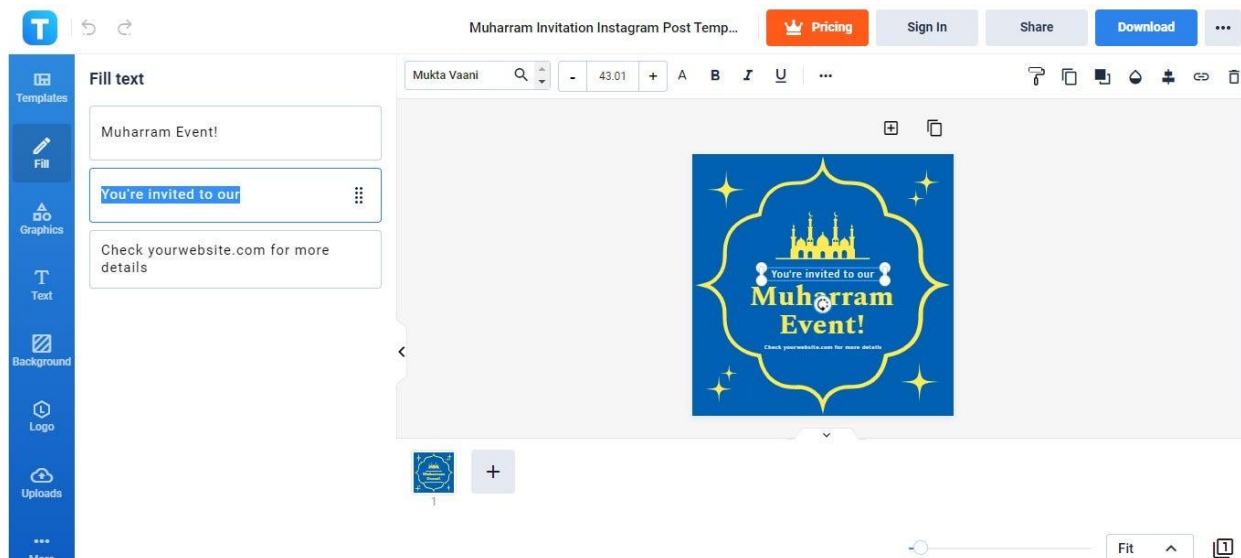 T
Muharram Invitation Instagram Post Temp...
Pricing
Sign In
Share
Download
Templates
Fill
Graphics
Text
Background
Logo
Uploads
More
Fill text
Muharram Event!
You're invited to our
Check yourwebsite.com for more
details
Mukta Vaani
- 43.01 + A B I U
You're invited to our
Muharram
Event!
Check yourwebsite.com for more details
1
Fit
1